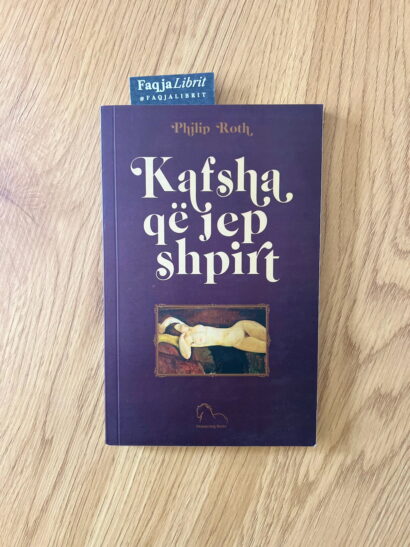 FaqjaLibrit
@FAQJALIBRIT
Philip Roth
Kafsha
që jep
shpirt